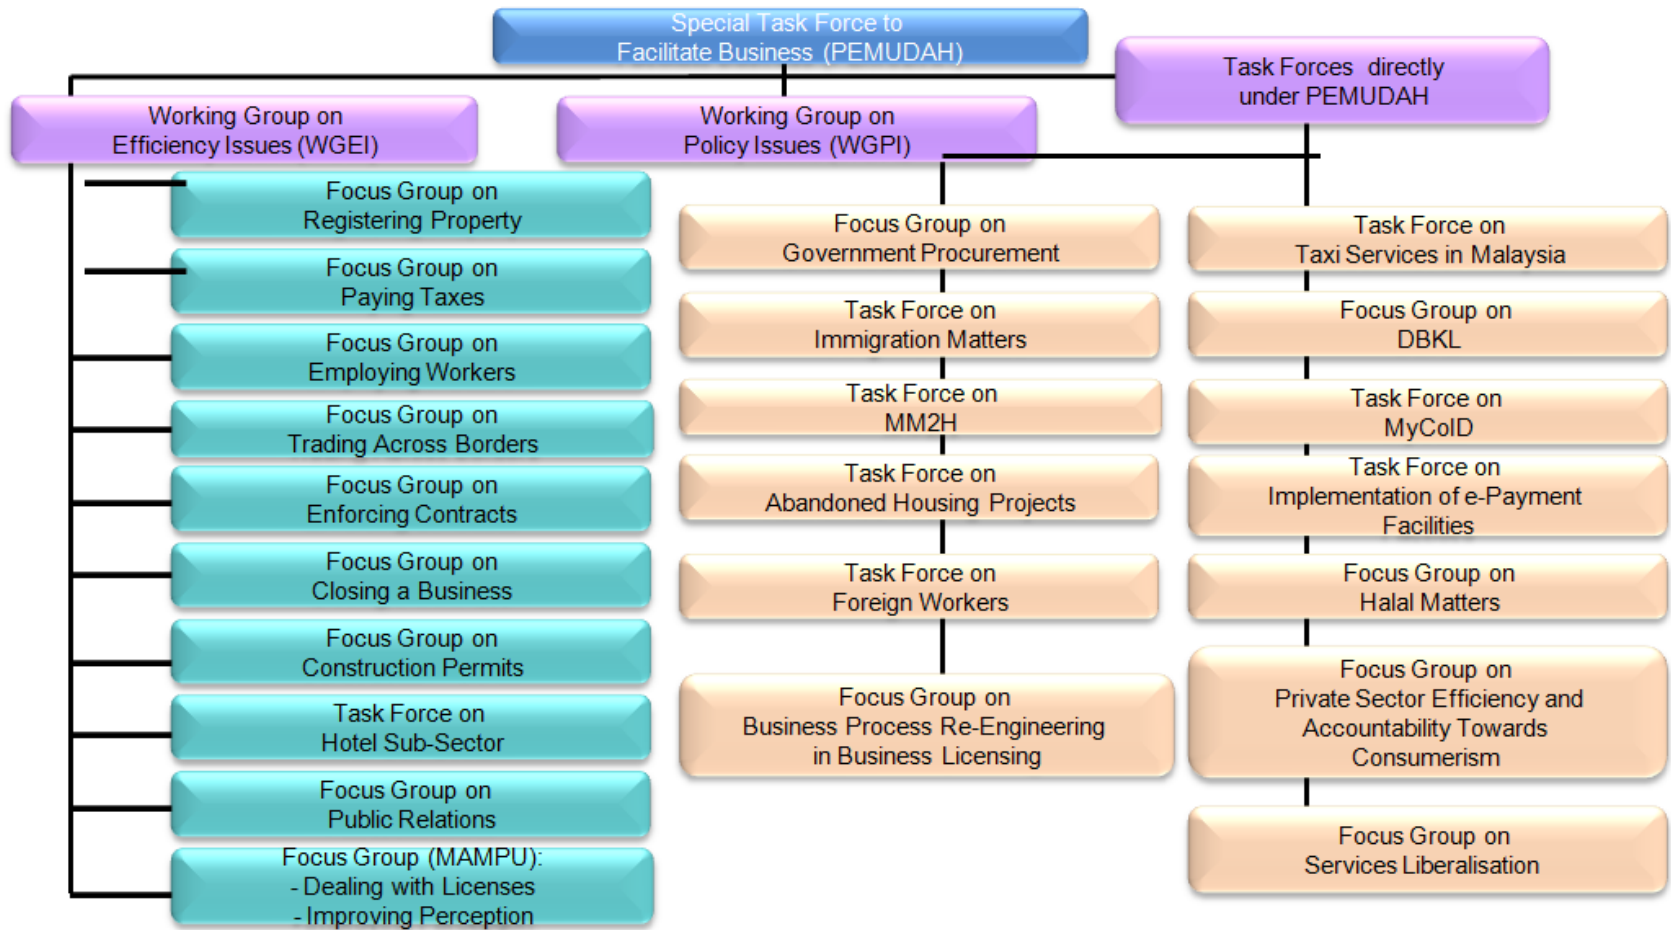 Special Task Force to
Facilitate Business (PEMUDAH)
Task Forces directly
under PEMUDAH
Working Group on
Efficiency Issues (WGEI)
Working Group on
Policy Issues (WGPI)
Focus Group on
Registering Property
Focus Group on
Paying Taxes
Focus Group on
Employing Workers
Focus Group on
Trading Across Borders
Focus Group on
Enforcing Contracts
Focus Group on
Closing a Business
Focus Group on
Construction Permits
Task Force on
Hotel Sub-Sector
Focus Group on
Public Relations
Focus Group (MAMPU):
- Dealing with Licenses
- Improving Perception
Focus Group on
Government Procurement
Task Force on
Immigration Matters
Task Force on
MM2H
Task Force on
Abandoned Housing Projects
Task Force on
Foreign Workers
Focus Group on
Business Process Re-Engineering
in Business Licensing
Task Force on
Taxi Services in Malaysia
Focus Group on
DBKL
Task Force on
MyCoID
Task Force on
Implementation of e-Payment
Facilities
Focus Group on
Halal Matters
Focus Group on
Private Sector Efficiency and
Accountability Towards
Consumerism
Focus Group on
Services Liberalisation